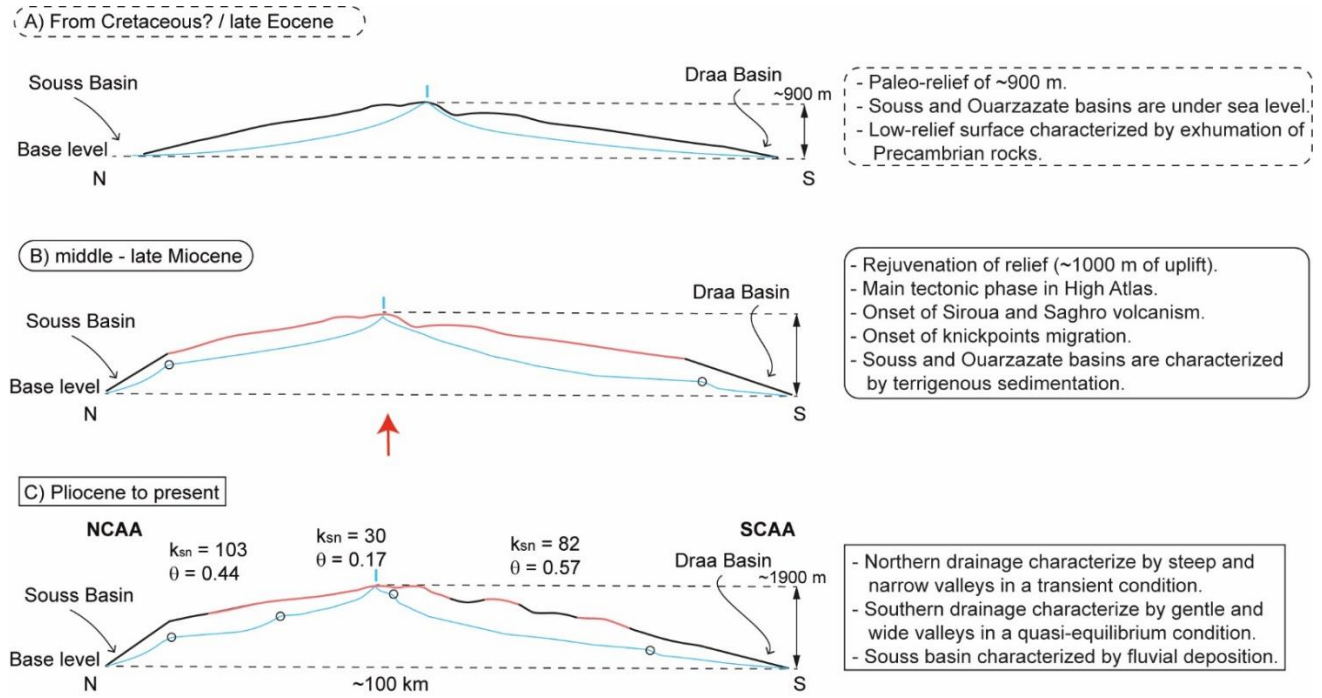 A) From Cretaceous? / late Eocene
Souss Basin
Draa Basin
~900 m
Base level
N
S
- Paleo-relief of ~900 m.
- Souss and Ouarzazate basins are under sea level.
- Low-relief surface characterized by exhumation of
Precambrian rocks.
B) middle - late Miocene
Souss Basin
Draa Basin
Base level
N
S
- Rejuvenation of relief (~1000 m of uplift).
- Main tectonic phase in High Atlas.
- Onset of Siroua and Saghro volcanism.
- Onset of knickpoints migration.
- Souss and Ouarzazate basins are characterized
by terrigenous sedimentation.
C) Pliocene to present
NCAA
SCAA
ksn = 103
θ = 0.44
ksn = 30
θ = 0.17
ksn = 82
θ = 0.57
Souss Basin
Draa Basin
~1900 m
Base level
N
~100 km
S
- Northern drainage characterize by steep and
narrow valleys in a transient condition.
- Southern drainage characterize by gentle and
wide valleys in a quasi-equilibrium condition.
- Souss basin characterized by fluvial deposition.